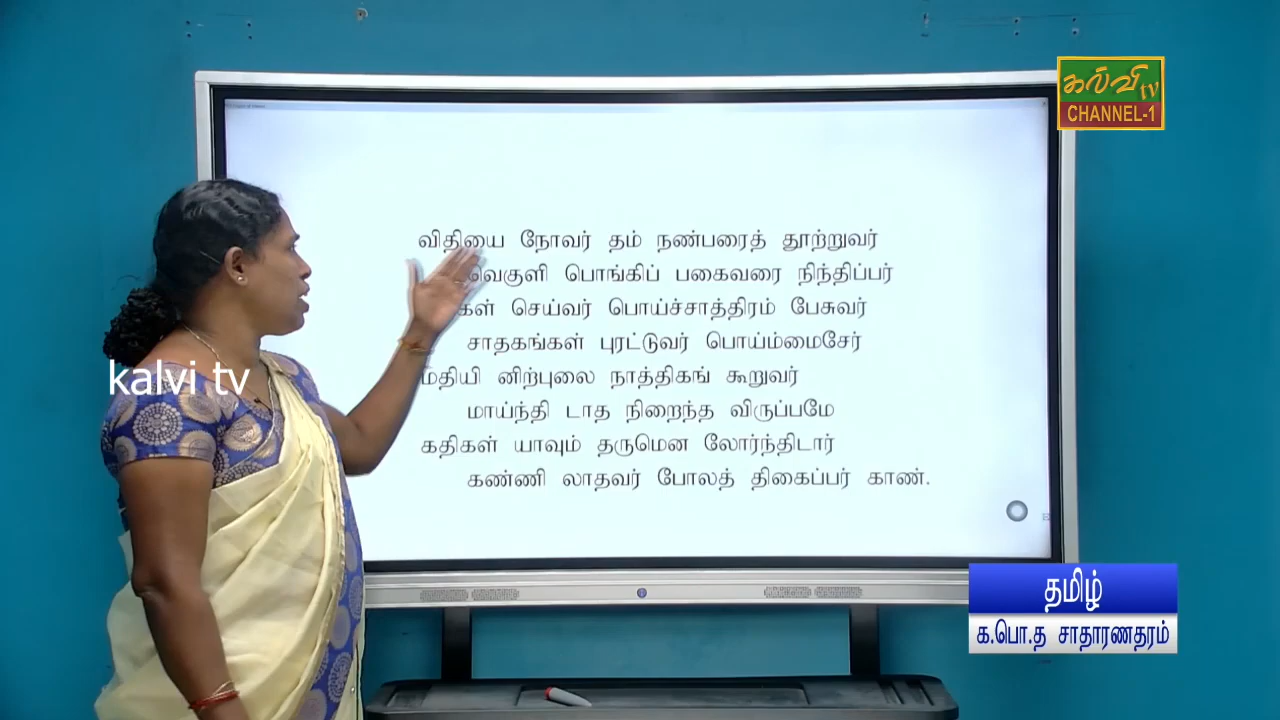 கல்வி tv
CHANNEL-1
விதியை நோவர் தம் நண்பரைத் தூற்றுவர்
வெகுளி பொங்கிப் பகைவரை நிந்திப்பர்
செய்வர் பொய்ச்சாத்திரம் பேசுவர்
சாதகங்கள் புரட்டுவர் பொய்ம்மைசேர்
மதியி னிற்புலை நாத்திகங் கூறுவர்
மாய்ந்தி டாத நிறைந்த விருப்பமே
கதிகள் யாவும் தருமென லோர்ந்திடார்
கண்ணி லாதவர் போலத் திகைப்பர் காண்.
kalvi tv
தமிழ்
க.பொ.த சாதாரணதரம்